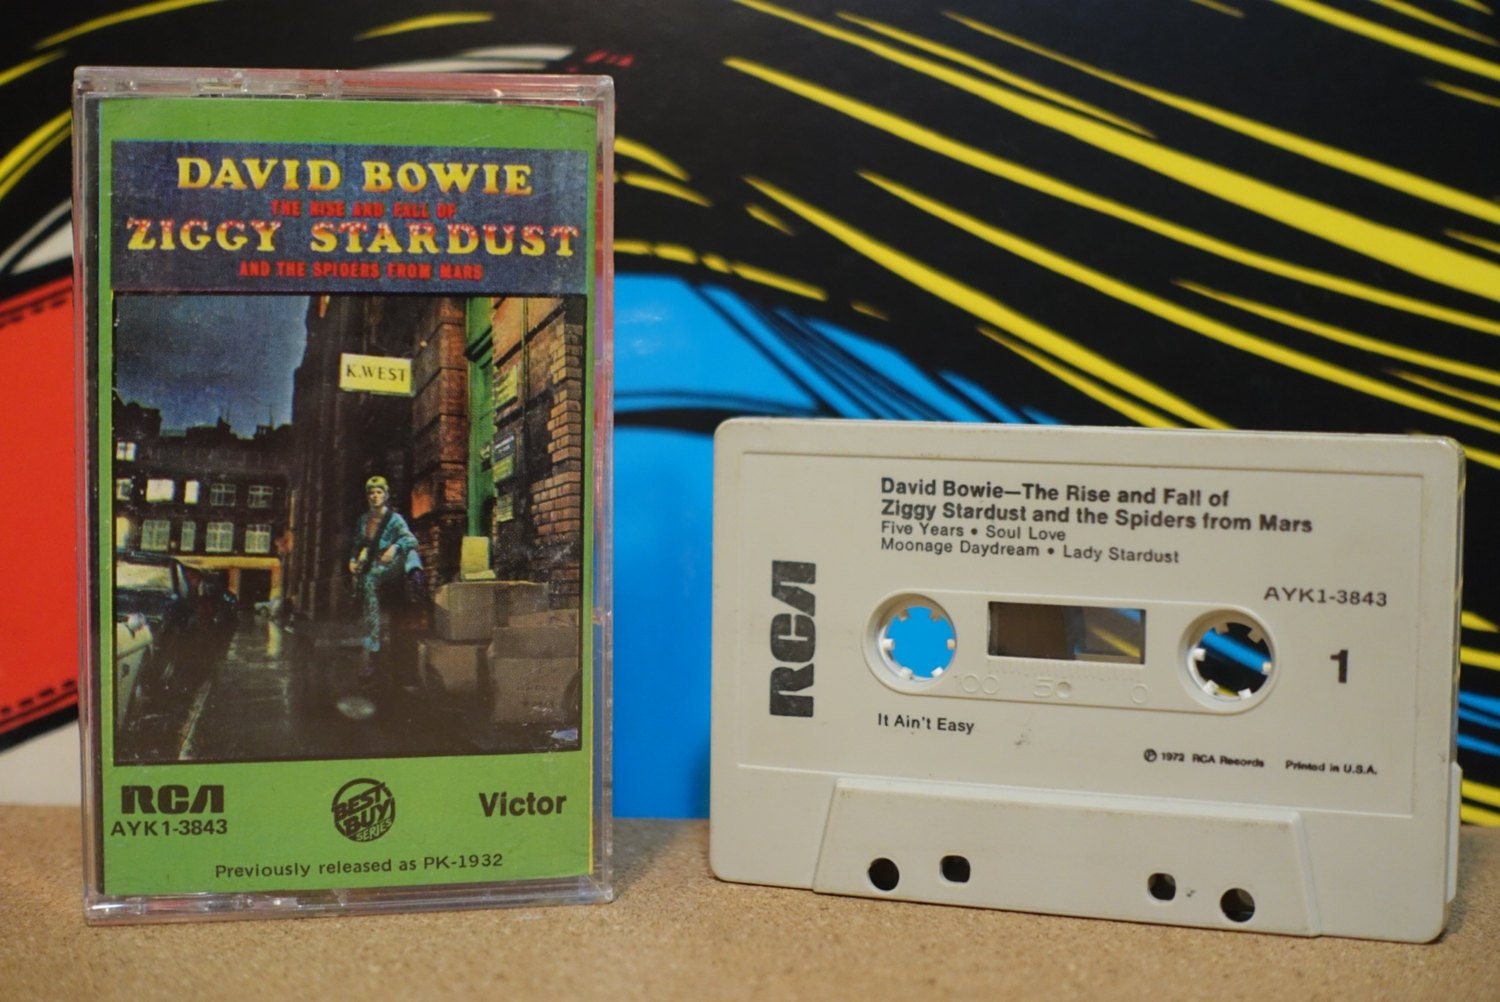 DAVID BOWIE
THE RISE AND FALL OF
ZIGGY STARDUST
AND THE SPIDERS FROM MARS
K.WEST
RCA
AYK1-3843
BEST BUY SERIES
Victor
Previously released as PK-1932
David Bowie—The Rise and Fall of
Ziggy Stardust and the Spiders from Mars
Five Years • Soul Love
Moonage Daydream • Lady Stardust
RCA
AYK1-3843
1
100 50 0
It Ain't Easy
℗ 1972 RCA Records Printed in U.S.A.